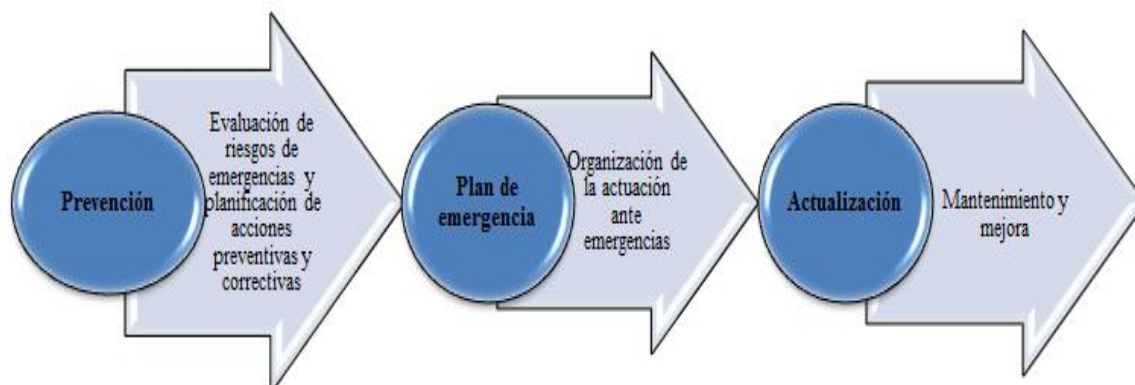 Prevención
Evaluación de
riesgos de
emergencias y
planificación de
acciones
preventivas y
correctivas
Plan de
emergencia
Organización de
la actuación
ante
emergencias
Actualización
Mantenimiento y
mejora